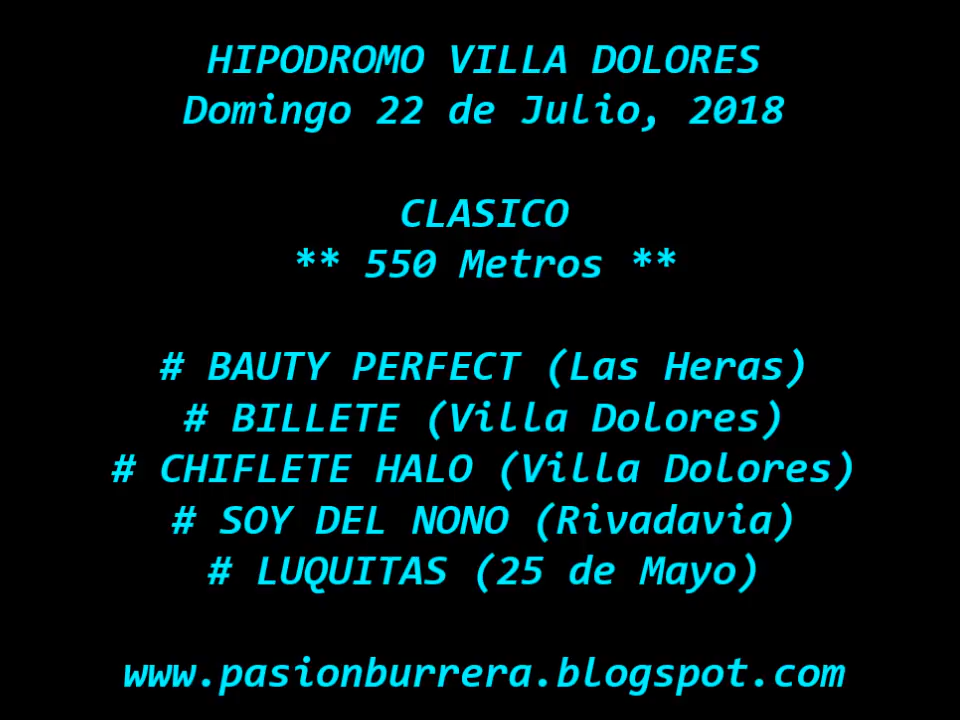 HIPODROMO VILLA DOLORES
Domingo 22 de Julio, 2018
CLASICO
** 550 Metros **
# BAUTY PERFECT (Las Heras)
# BILLETE (Villa Dolores)
# CHIFLETE HALO (Villa Dolores)
# SOY DEL NONO (Rivadavia)
# LUQUITAS (25 de Mayo)
www.pasionburrera.blogspot.com